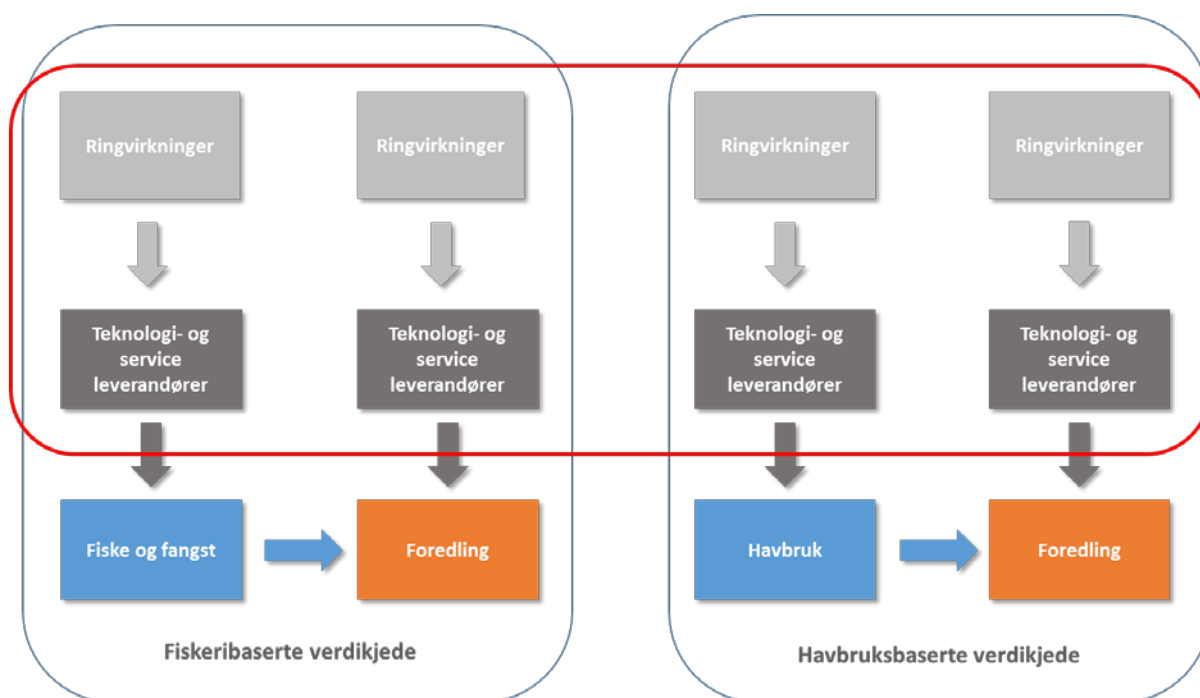 Ringvirkninger
Ringvirkninger
Ringvirkninger
Ringvirkninger
Teknologi- og
service
leverandører
Teknologi- og
service
leverandører
Teknologi- og
service
leverandører
Teknologi- og
service
leverandører
Fiske og fangst
Foredling
Havbruk
Foredling
Fiskeribaserte verdikjede
Havbruksbaserte verdikjede